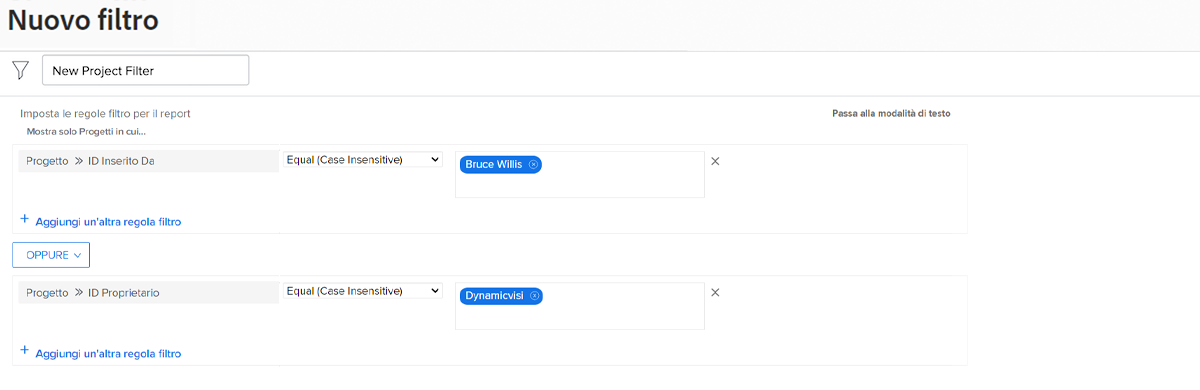 Nuovo filtro
New Project Filter
Imposta le regole filtro per il report
Passa alla modalità di testo
Mostra solo Progetti in cui...
Progetto >> ID Inserito Da Equal (Case Insensitive) Bruce Willis
+ Aggiungi un'altra regola filtro
OPPURE
Progetto >> ID Proprietario Equal (Case Insensitive) Dynamicvisi
+ Aggiungi un'altra regola filtro